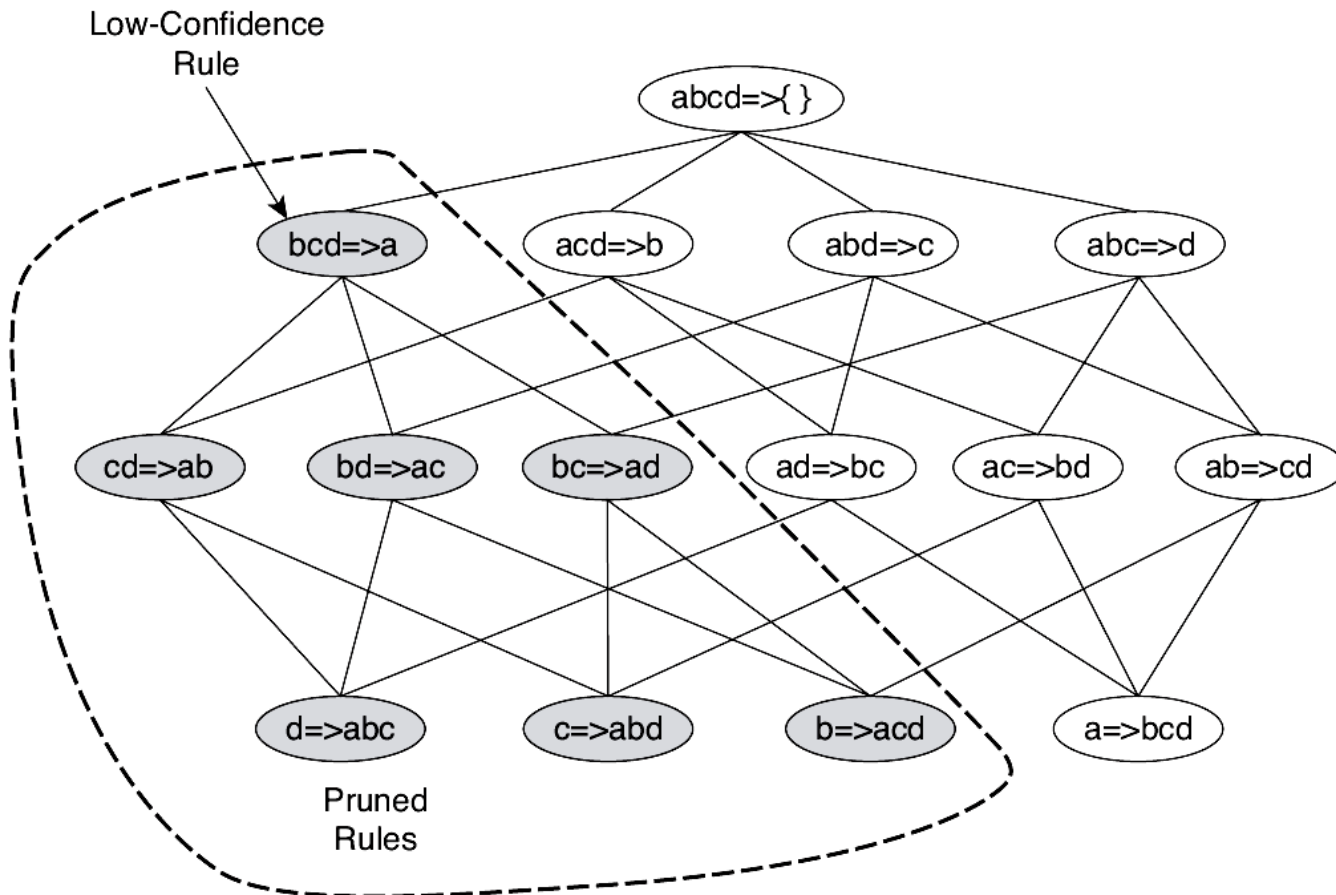 Low-Confidence
Rule
abcd=>{ }
bcd=>a
acd=>b
abd=>c
abc=>d
cd=>ab
bd=>ac
bc=>ad
ad=>bc
ac=>bd
ab=>cd
d=>abc
c=>abd
b=>acd
a=>bcd
Pruned
Rules